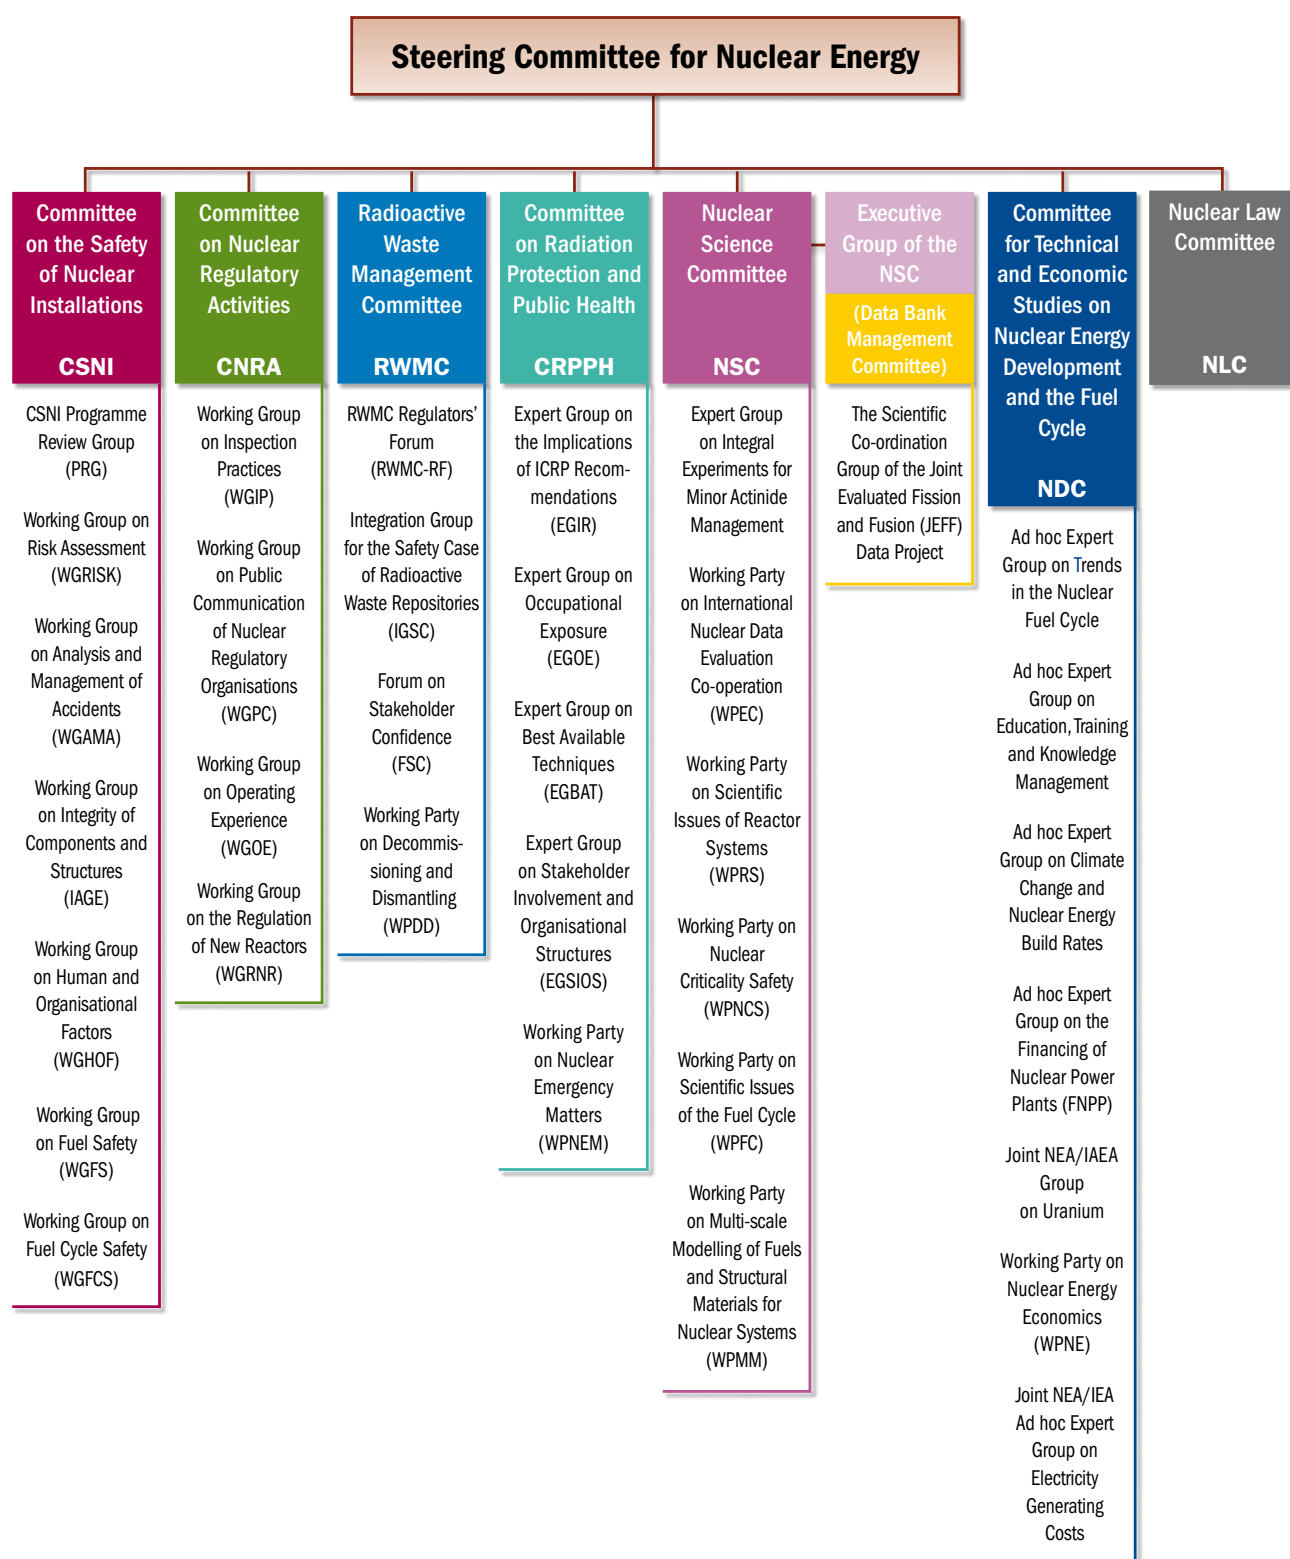 Steering Committee for Nuclear Energy
Committee
on the Safety
of Nuclear
Installations
CSNI
CSNI Programme
Review Group
(PRG)
Working Group on
Risk Assessment
(WGRISK)
Working Group
on Analysis and
Management of
Accidents
(WGAMA)
Working Group
on Integrity of
Components and
Structures
(IAGE)
Working Group
on Human and
Organisational
Factors
(WGHOF)
Working Group
on Fuel Safety
(WGFS)
Working Group on
Fuel Cycle Safety
(WGFCS)
Committee
on Nuclear
Regulatory
Activities
CNRA
Working Group
on Inspection
Practices
(WGIP)
Working Group
on Public
Communication
of Nuclear
Regulatory
Organisations
(WGPC)
Working Group
on Operating
Experience
(WGOE)
Working Group
on the Regulation
of New Reactors
(WGRNR)
Radioactive
Waste
Management
Committee
RWMC
RWMC Regulators’
Forum
(RWMC-RF)
Integration Group
for the Safety Case
of Radioactive
Waste Repositories
(IGSC)
Forum on
Stakeholder
Confidence
(FSC)
Working Party
on Decommis-
sioning and
Dismantling
(WPDD)
Committee
on Radiation
Protection and
Public Health
CRPPH
Expert Group on
the Implications
of ICRP Recom-
mendations
(EGIR)
Expert Group on
Occupational
Exposure
(EGOE)
Expert Group on
Best Available
Techniques
(EGBAT)
Expert Group
on Stakeholder
Involvement and
Organisational
Structures
(EGSIOS)
Working Party
on Nuclear
Emergency
Matters
(WPNEM)
Nuclear
Science
Committee
NSC
Expert Group
on Integral
Experiments for
Minor Actinide
Management
Working Party
on International
Nuclear Data
Evaluation
Co-operation
(WPEC)
Working Party
on Scientific
Issues of Reactor
Systems
(WPRS)
Working Party on
Nuclear
Criticality Safety
(WPNCS)
Working Party on
Scientific Issues
of the Fuel Cycle
(WPFC)
Working Party
on Multi-scale
Modelling of Fuels
and Structural
Materials for
Nuclear Systems
(WPMM)
Executive
Group of the
NSC
(Data Bank
Management
Committee)
The Scientific
Co-ordination
Group of the Joint
Evaluated Fission
and Fusion (JEFF)
Data Project
Committee
for Technical
and Economic
Studies on
Nuclear Energy
Development
and the Fuel
Cycle
NDC
Ad hoc Expert
Group on Trends
in the Nuclear
Fuel Cycle
Ad hoc Expert
Group on
Education, Training
and Knowledge
Management
Ad hoc Expert
Group on Climate
Change and
Nuclear Energy
Build Rates
Ad hoc Expert
Group on the
Financing of
Nuclear Power
Plants (FNPP)
Joint NEA/IAEA
Group
on Uranium
Working Party on
Nuclear Energy
Economics
(WPNE)
Joint NEA/IEA
Ad hoc Expert
Group on
Electricity
Generating
Costs
Nuclear Law
Committee
NLC